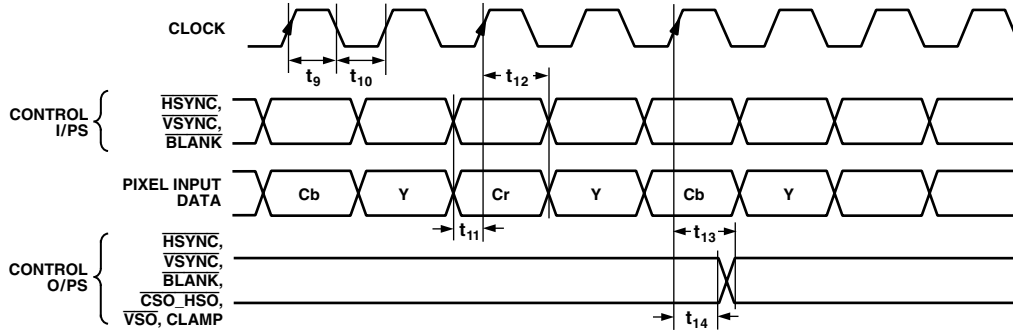 CLOCK
t9
t10
t12
CONTROL
I/PS
HSYNC,
VSYNC,
BLANK
PIXEL INPUT
DATA
Cb
Y
Cr
Y
Cb
Y
t11
t13
CONTROL
O/PS
HSYNC,
VSYNC,
BLANK,
CSO_HSO,
VSO, CLAMP
t14